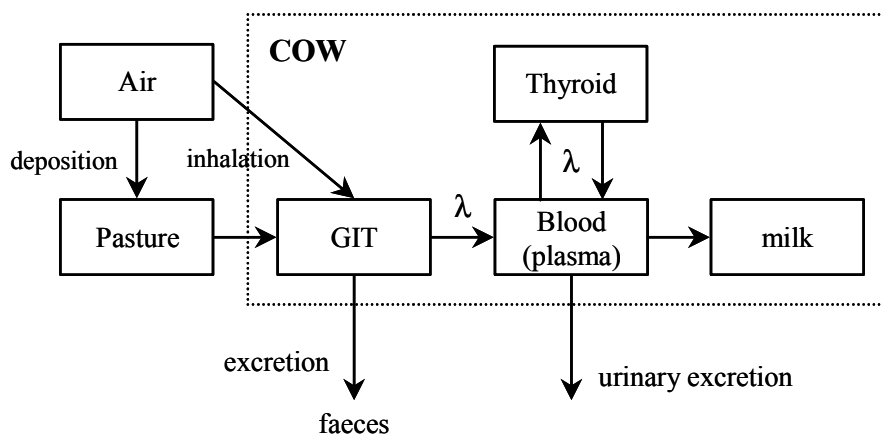 COW
Air
Thyroid
deposition
inhalation
λ
λ
Pasture
GIT
Blood
(plasma)
milk
excretion
urinary excretion
faeces